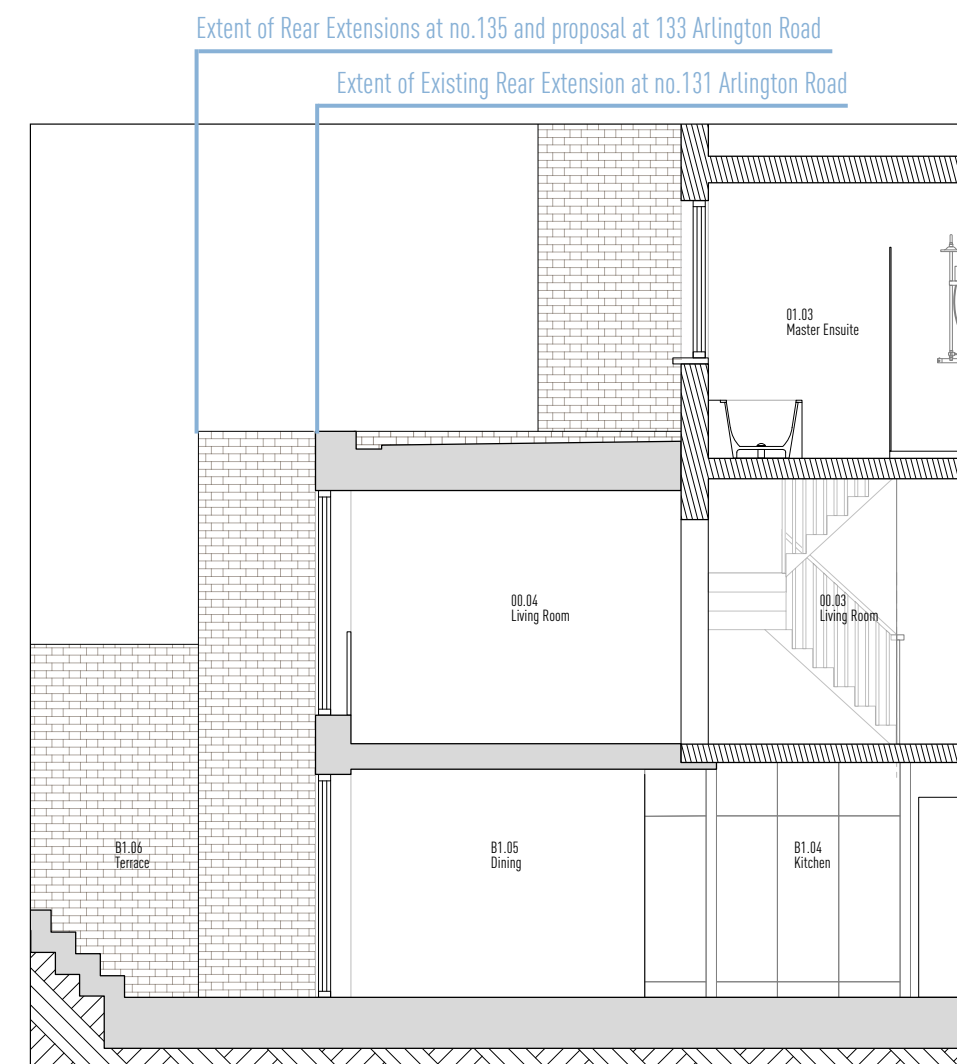 Extent of Rear Extensions at no.135 and proposal at 133 Arlington Road
Extent of Existing Rear Extension at no.131 Arlington Road
01.03
Master Ensuite
00.04
Living Room
00.03
Living Room
B1.06
Terrace
B1.05
Dining
B1.04
Kitchen